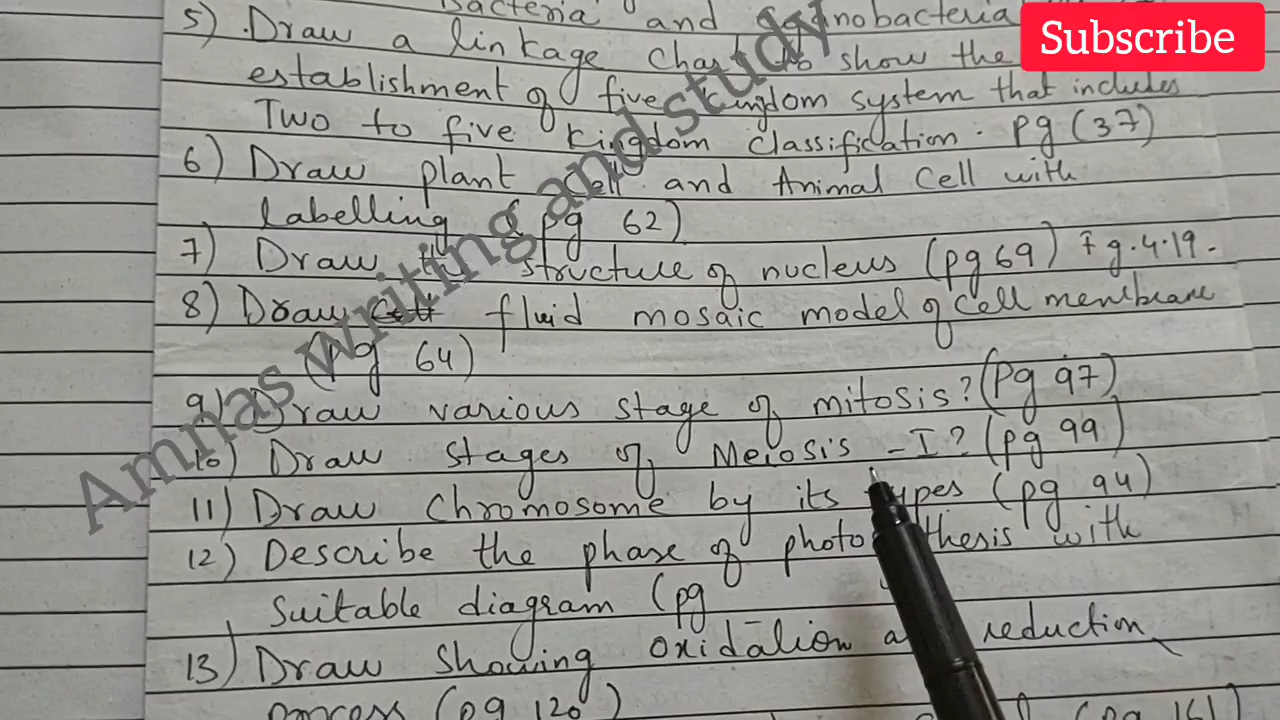 Bacteria and Cyanobacteria
5) Draw a linkage chart to show the
establishment of five kingdom system that includes
Two to five kingdom classification. pg (37)
6) Draw plant cell and Animal Cell with
labelling (pg 62)
7) Draw the structure of nucleus (pg 69) Fg.4.19.
8) Draw fluid mosaic model of cell membrane
(pg 64)
9) Draw various stage of mitosis? (Pg 97)
10) Draw stages of Meiosis -I? (pg 99)
11) Draw Chromosome by its types (pg 94)
12) Describe the phase of photo thesis with
Suitable diagram (pg
13) Draw showing oxidation a reduction
process (pg 120) (pg 161)
Subscribe
Amnas writing and study